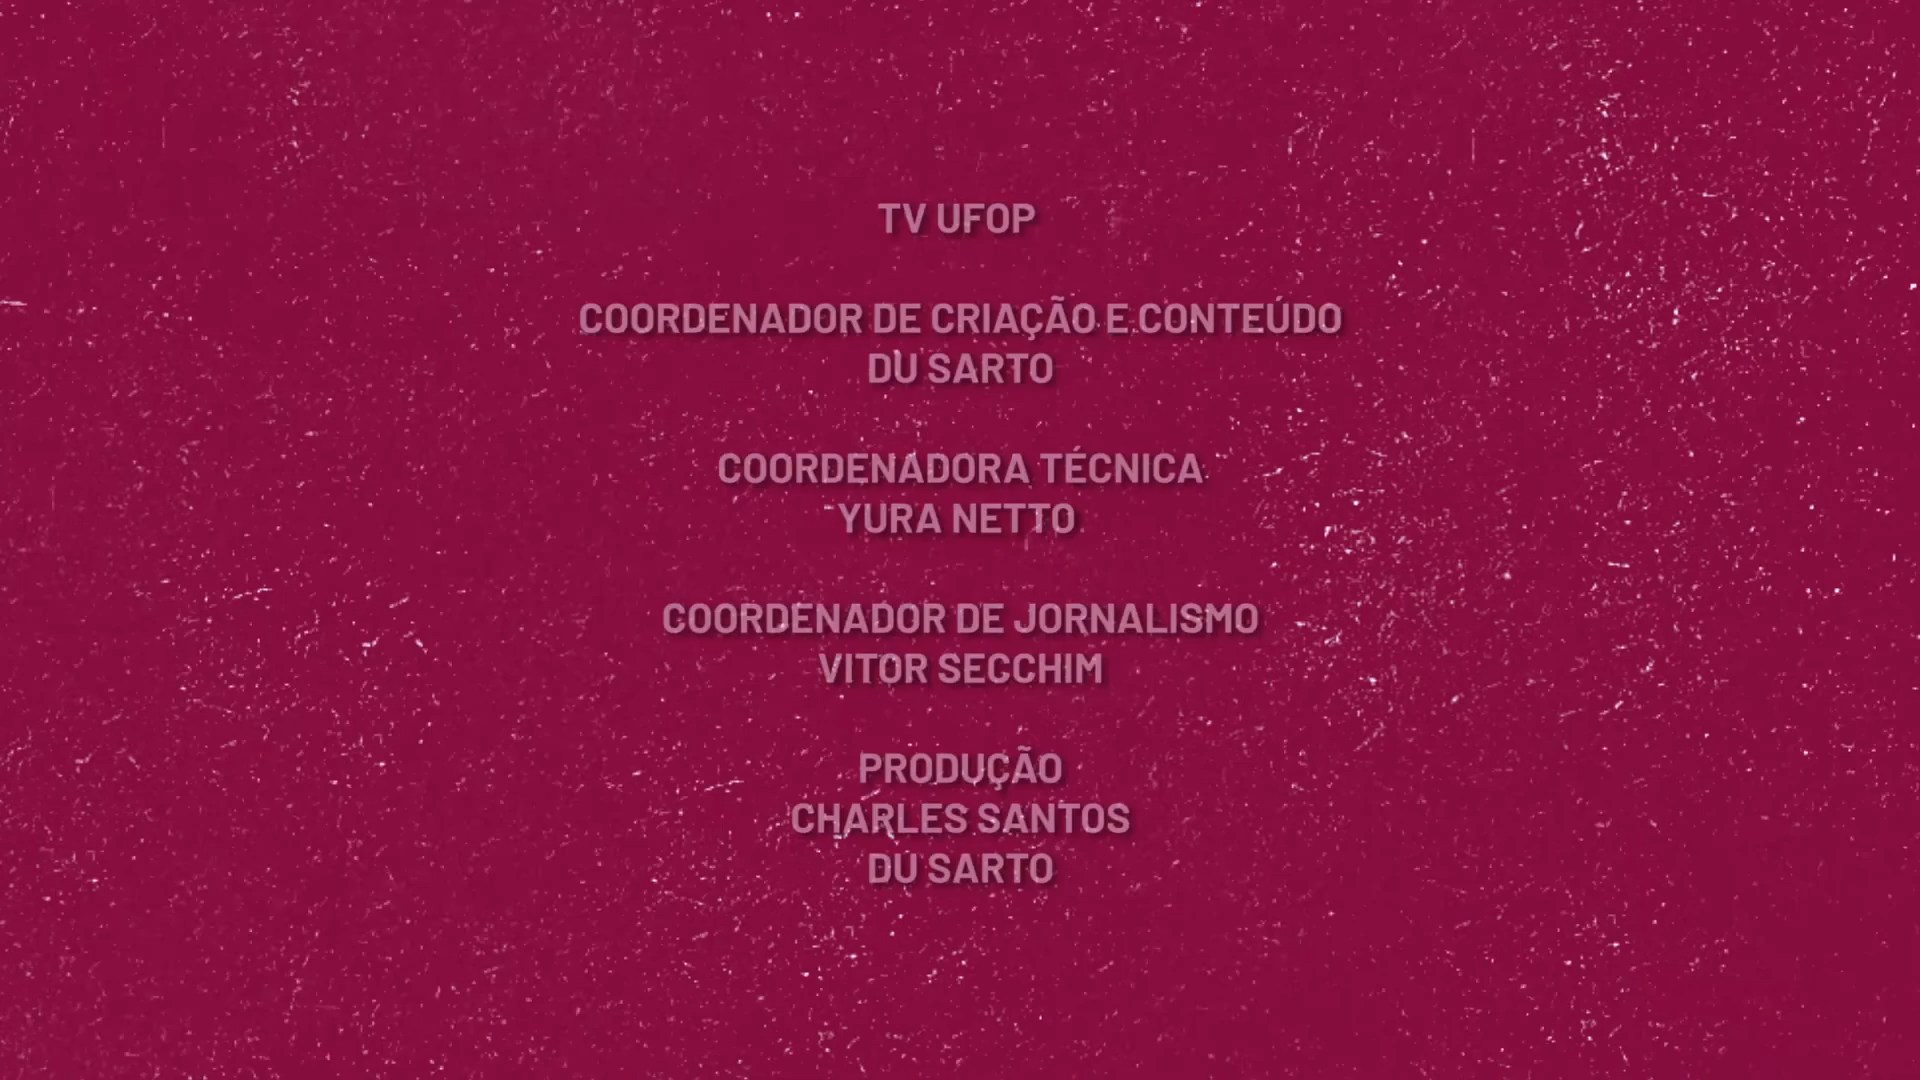 TV UFOP
COORDENADOR DE CRIAÇÃO E CONTEÚDO
DU SARTO
COORDENADORA TÉCNICA
YURA NETTO
COORDENADOR DE JORNALISMO
VITOR SECCHIM
PRODUÇÃO
CHARLES SANTOS
DU SARTO